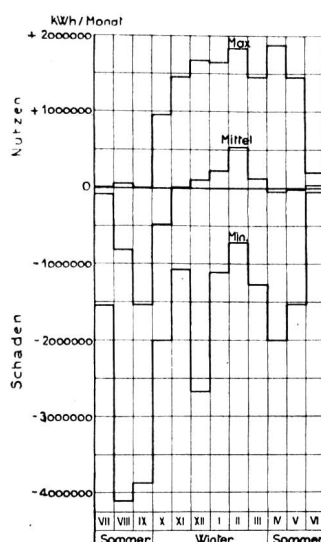 kWh/Monat
+ 2000000
Max
Nutzen
+ 1000000
Mittel
0
Min.
- 1000000
Schaden
- 2000000
- 3000000
- 4000000
VII VIII IX X XI XII I II III IV V VI
Sommer Winter Somm